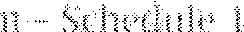 n - Schedule 1